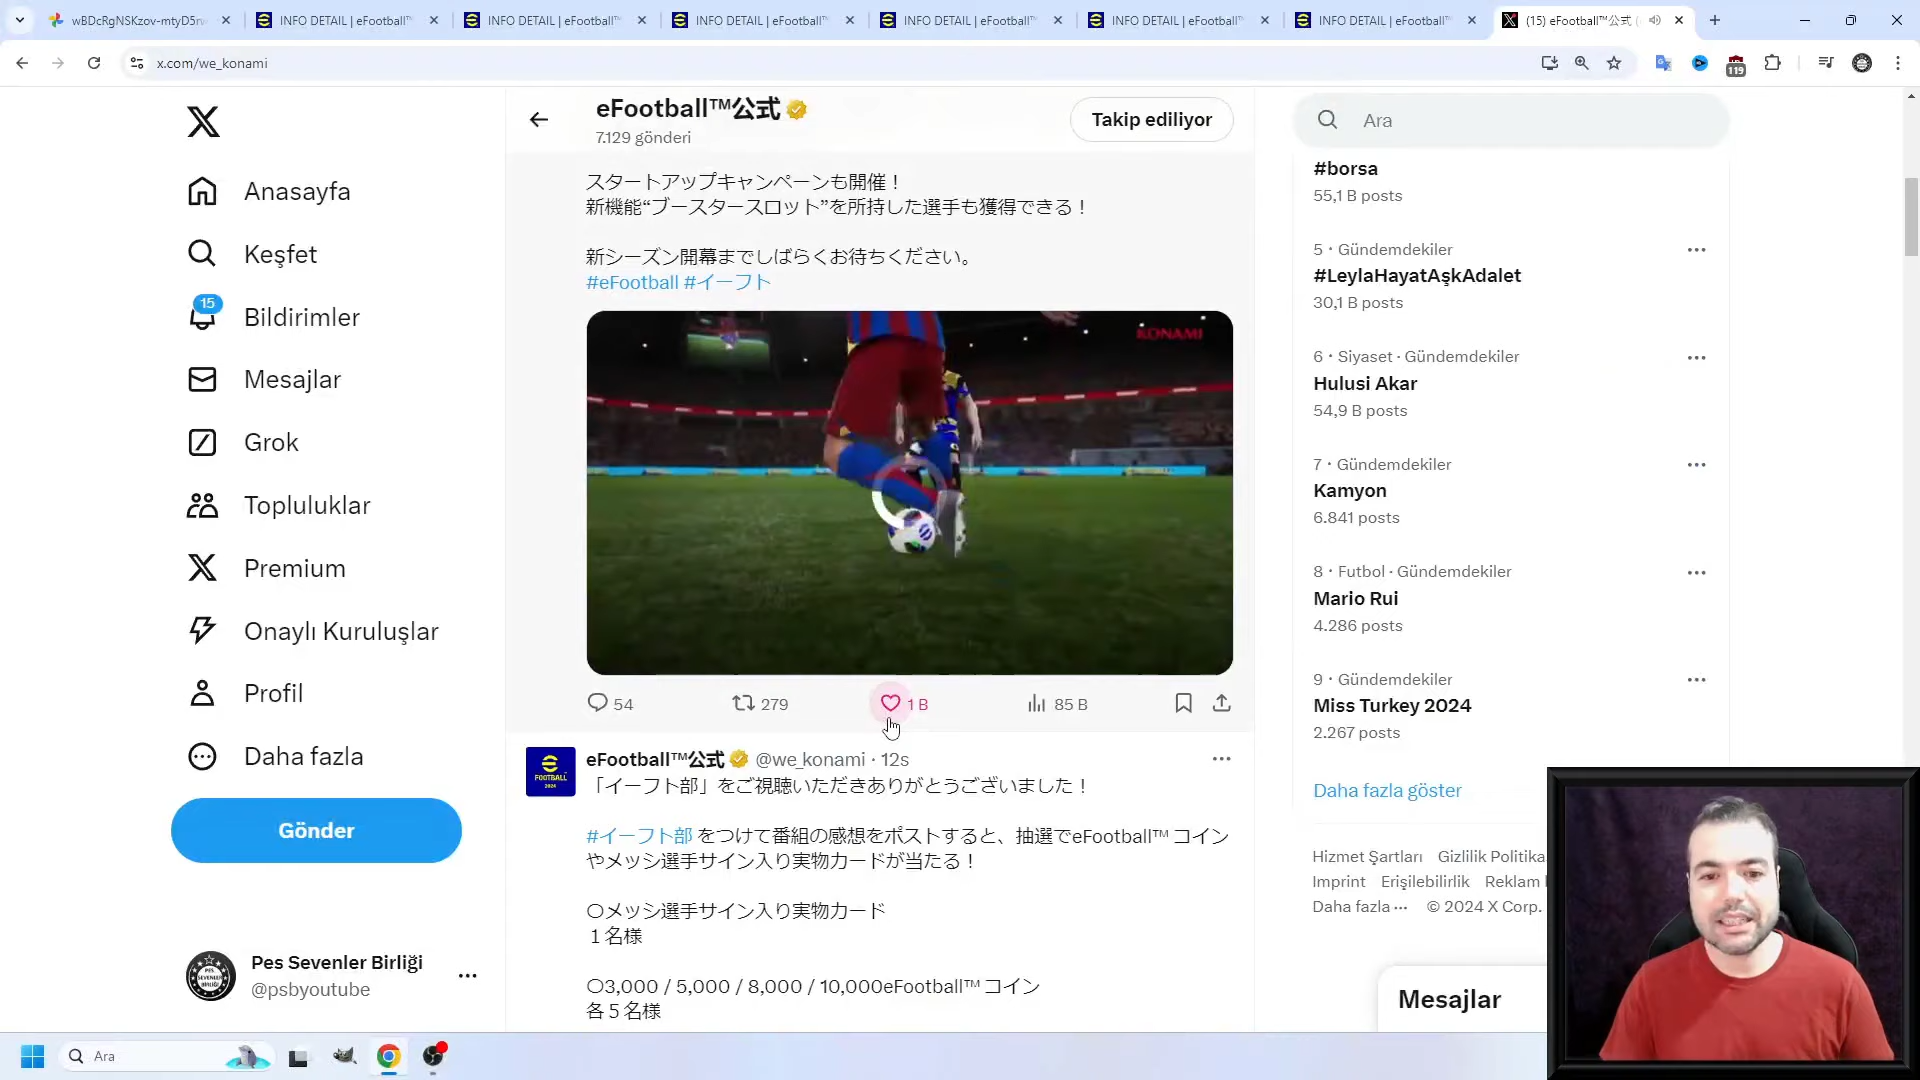 wBDcRgNSKzov-mtyD5rw
INFO DETAIL | eFootball™
INFO DETAIL | eFootball™
INFO DETAIL | eFootball™
INFO DETAIL | eFootball™
INFO DETAIL | eFootball™
INFO DETAIL | eFootball™
(15) eFootball™公式 (
x.com/we_konami
119
Anasayfa
Keşfet
15
Bildirimler
Mesajlar
Grok
Topluluklar
Premium
Onaylı Kuruluşlar
Profil
Daha fazla
Gönder
Pes Sevenler Birliği
@psbyoutube
eFootball™公式
7.129 gönderi
Takip ediliyor
スタートアップキャンペーンも開催！
新機能“ブースタースロット”を所持した選手も獲得できる！
新シーズン開幕までしばらくお待ちください。
#eFootball #イーフト
KONAMI
54
279
1 B
85 B
eFootball™公式 @we_konami · 12s
「イーフト部」をご視聴いただきありがとうございました！
#イーフト部 をつけて番組の感想をポストすると、抽選でeFootball™ コイン
やメッシ選手サイン入り実物カードが当たる！
〇メッシ選手サイン入り実物カード
１名様
〇3,000 / 5,000 / 8,000 / 10,000eFootball™ コイン
各５名様
FOOTBALL
2024
Ara
#borsa
55,1 B posts
5 · Gündemdekiler
#LeylaHayatAşkAdalet
30,1 B posts
6 · Siyaset · Gündemdekiler
Hulusi Akar
54,9 B posts
7 · Gündemdekiler
Kamyon
6.841 posts
8 · Futbol · Gündemdekiler
Mario Rui
4.286 posts
9 · Gündemdekiler
Miss Turkey 2024
2.267 posts
Daha fazla göster
Hizmet Şartları Gizlilik Politika
Imprint Erişilebilirlik Reklam
Daha fazla ··· © 2024 X Corp.
Mesajlar
Ara